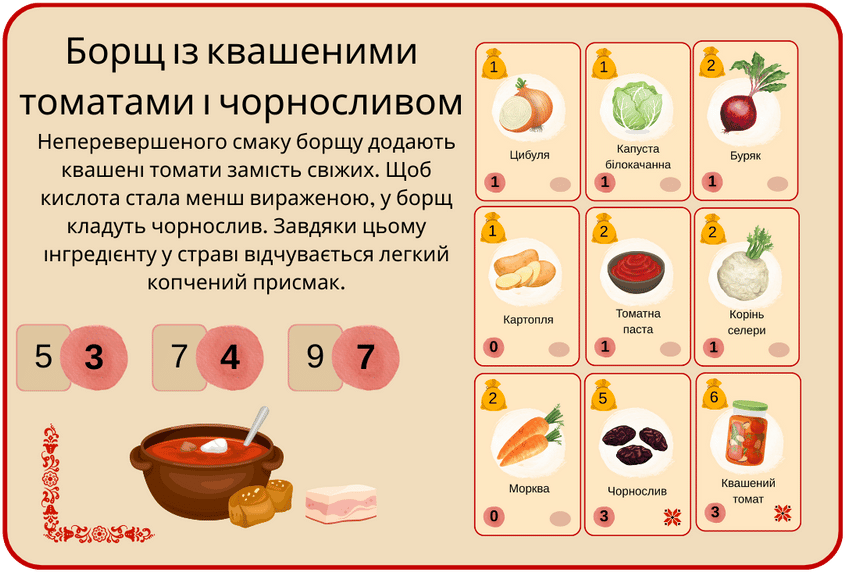 Борщ із квашеними
томатами і чорносливом
Неперевершеного смаку борщу додають
квашені томати замість свіжих. Щоб
кислота стала менш вираженою, у борщ
кладуть чорнослив. Завдяки цьому
інгредієнту у страві відчувається легкий
копчений присмак.
5 3 7 4 9 7
1
Цибуля
1
1
Капуста
білокачанна
1
2
Буряк
1
1
Картопля
0
2
Томатна
паста
1
2
Корінь
селери
1
2
Морква
0
5
Чорнослив
3
6
Квашений
томат
3